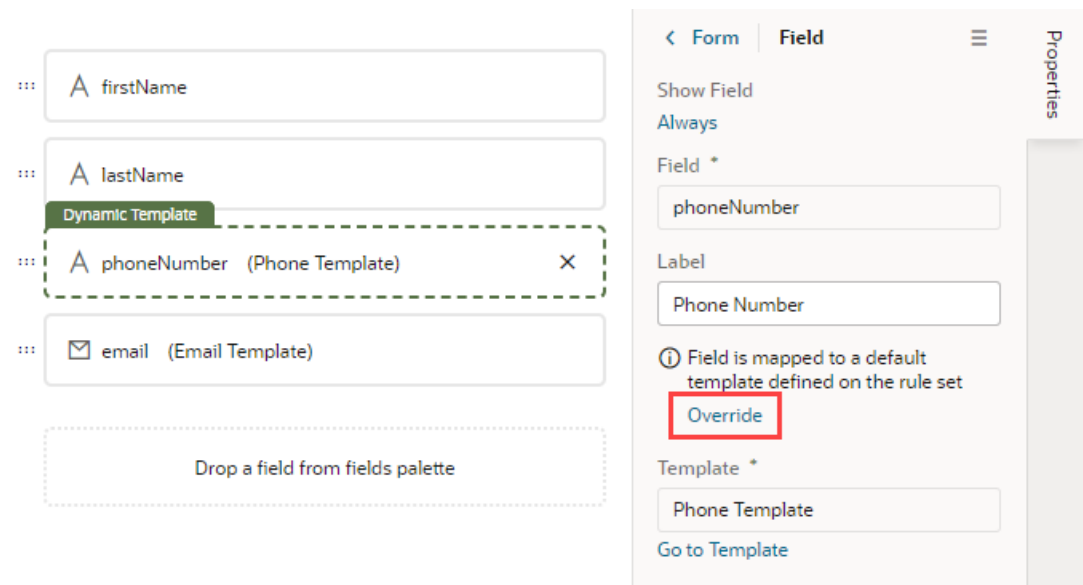 firstName
lastName
Dynamic Template
phoneNumber (Phone Template)
email (Email Template)
Drop a field from fields palette
Form
Field
Show Field
Always
Field *
phoneNumber
Label
Phone Number
Field is mapped to a default
template defined on the rule set
Override
Template *
Phone Template
Go to Template
Properties